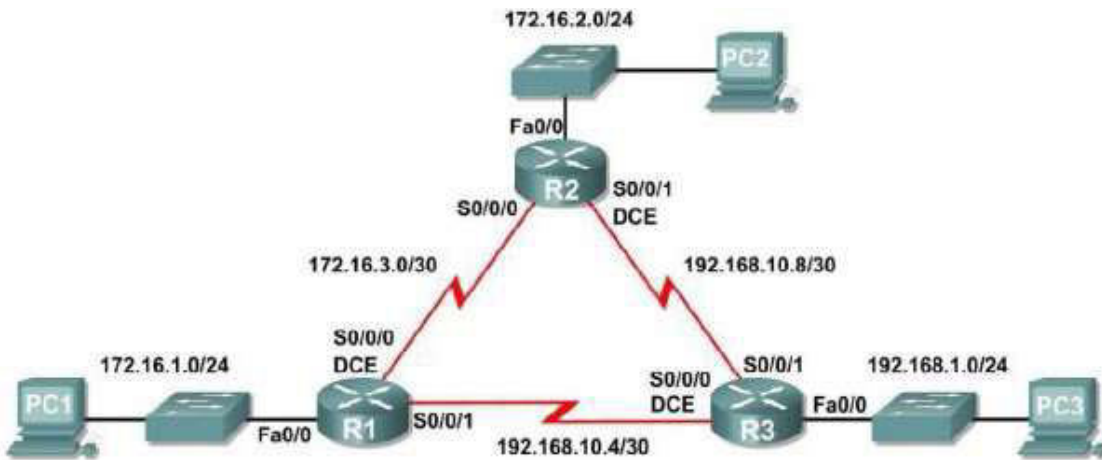 172.16.2.0/24
PC2
Fa0/0
R2
S0/0/1
DCE
S0/0/0
172.16.3.0/30
192.168.10.8/30
S0/0/0
DCE
172.16.1.0/24
S0/0/1
192.168.1.0/24
S0/0/0
DCE
PC1
Fa0/0
R1
S0/0/1
192.168.10.4/30
R3
Fa0/0
PC3